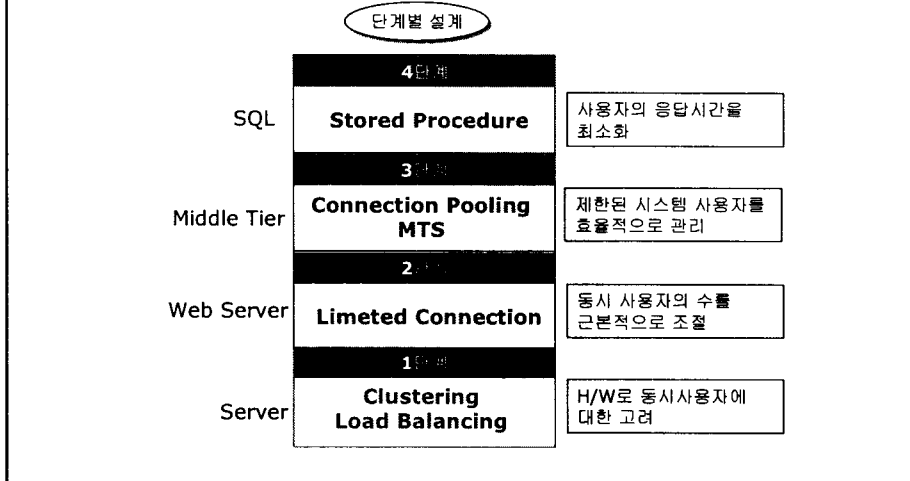 단계별 설계
4단계
SQL
Stored Procedure
사용자의 응답시간을
최소화
3단계
Middle Tier
Connection Pooling
MTS
제한된 시스템 사용자를
효율적으로 관리
2
Web Server
Limeted Connection
동시 사용자의 수를
근본적으로 조절
1단계
Server
Clustering
Load Balancing
H/W로 동시사용자에
대한 고려